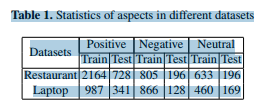 Table 1. Statistics of aspects in different datasets
Datasets Positive Negative Neutral
Train Test Train Test Train Test
Restaurant 2164 728 805 196 633 196
Laptop 987 341 866 128 460 169